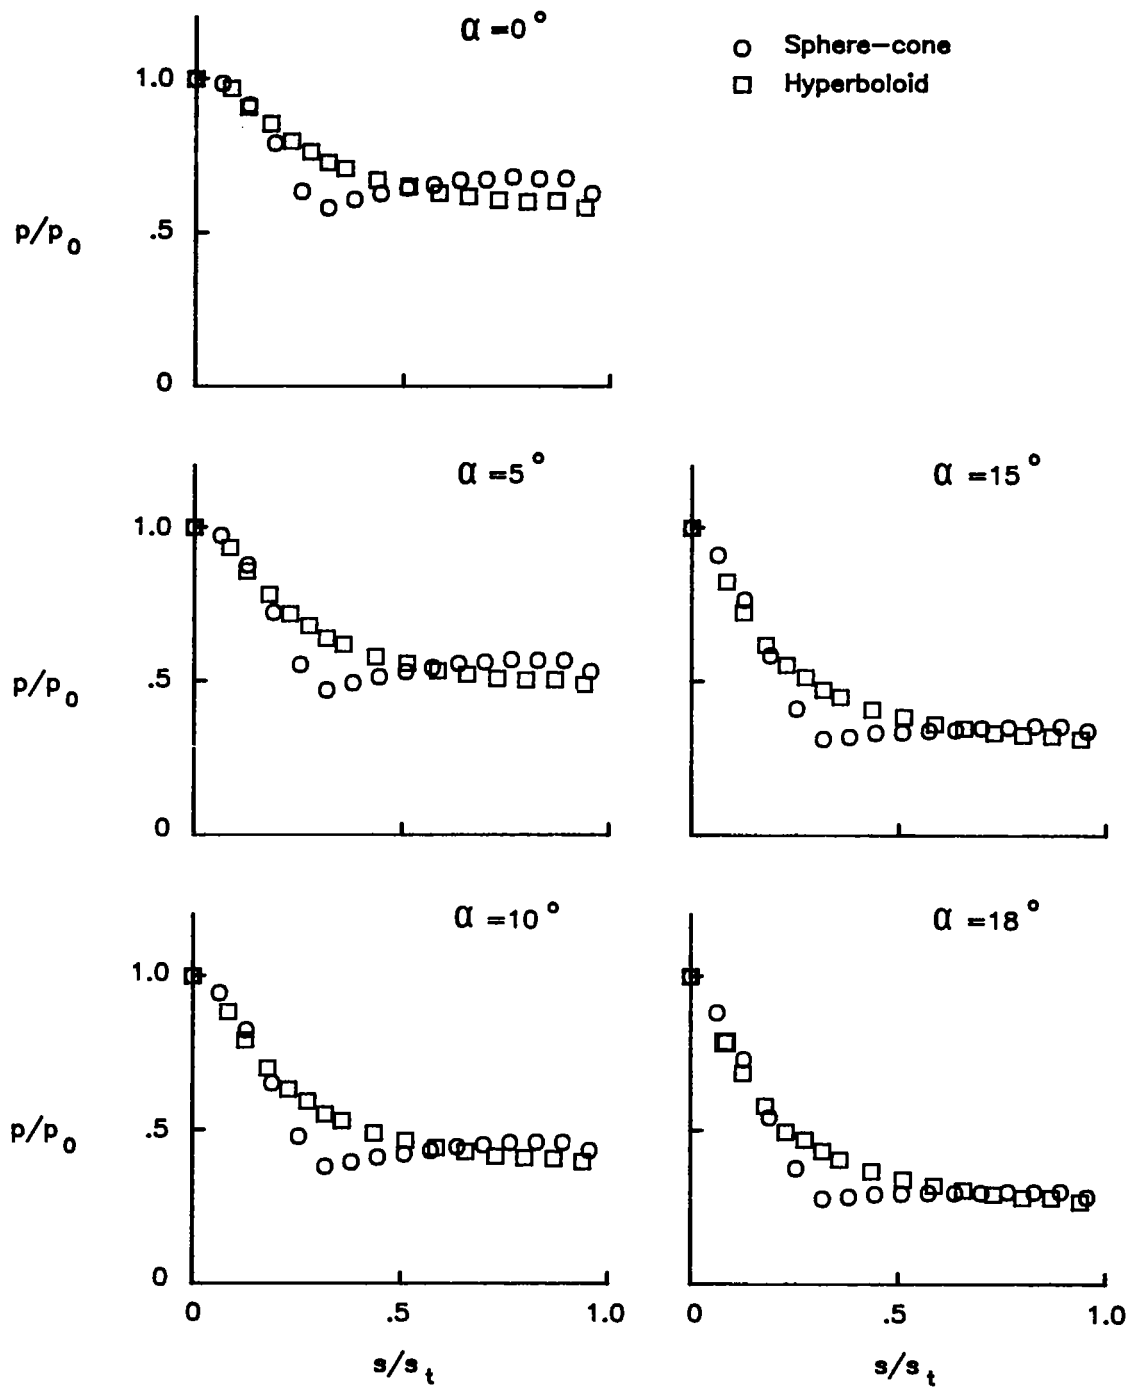 α = 0°
○ Sphere-cone
□ Hyperboloid
1.0
p/p₀
.5
0
α = 5°
1.0
p/p₀
.5
0
α = 15°
α = 10°
1.0
p/p₀
.5
0
0 .5 1.0
s/sₜ
α = 18°
0 .5 1.0
s/sₜ